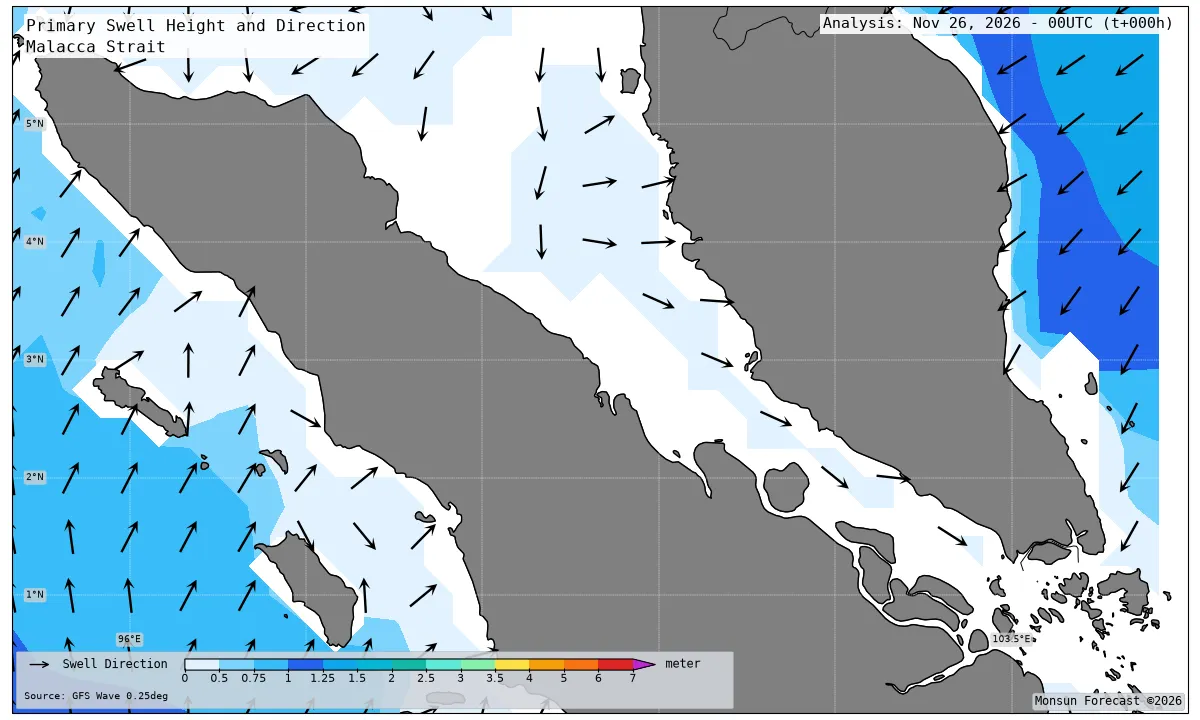 Primary Swell Height and Direction
Malacca Strait
Analysis: Nov 26, 2026 - 00UTC (t+000h)
5°N
4°N
3°N
2°N
1°N
96°E
103.5°E
Swell Direction
meter
0 0.5 0.75 1 1.25 1.5 2 2.5 3 3.5 4 5 6 7
Source: GFS Wave 0.25deg
Monsun Forecast ©2026